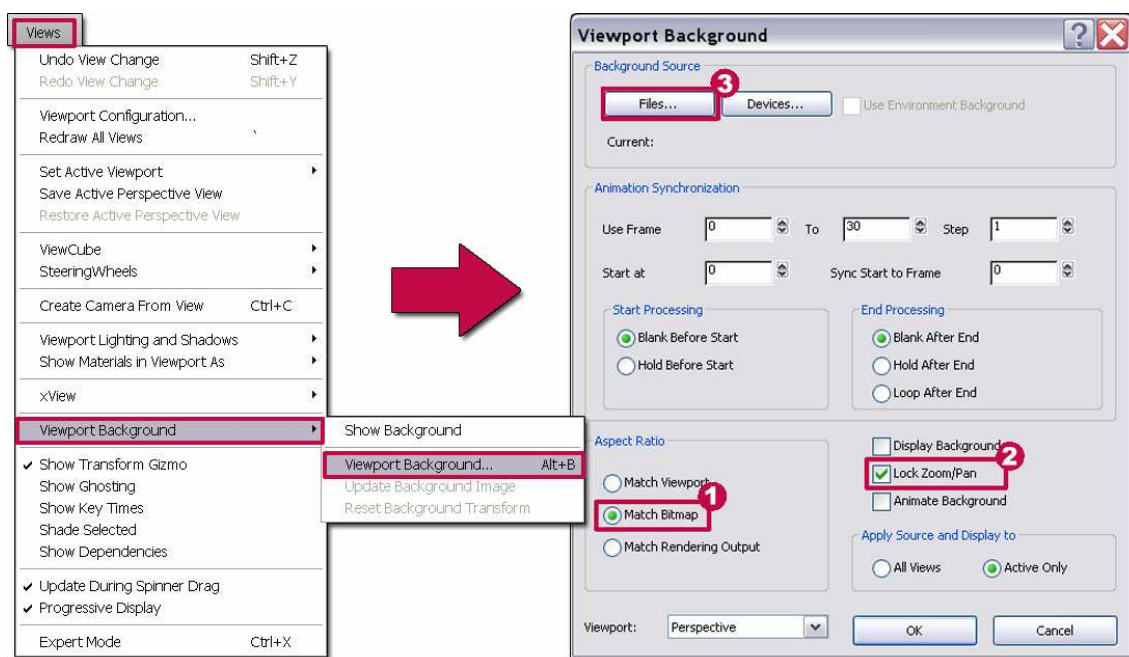 Views
Undo View Change Shift+Z
Redo View Change Shift+Y
Viewport Configuration...
Redraw All Views
Set Active Viewport
Save Active Perspective View
Restore Active Perspective View
ViewCube
SteeringWheels
Create Camera From View Ctrl+C
Viewport Lighting and Shadows
Show Materials in Viewport As
xView
Viewport Background
Show Transform Gizmo
Show Ghosting
Show Key Times
Shade Selected
Show Dependencies
Update During Spinner Drag
Progressive Display
Expert Mode Ctrl+X
Show Background
Viewport Background... Alt+B
Update Background Image
Reset Background Transform
Viewport Background
Background Source
3
Files... Devices... Use Environment Background
Current:
Animation Synchronization
Use Frame 0 To 30 Step 1
Start at 0 Sync Start to Frame 0
Start Processing
Blank Before Start
Hold Before Start
End Processing
Blank After End
Hold After End
Loop After End
Aspect Ratio
Match Viewport
1
Match Bitmap
Match Rendering Output
Display Background
2
Lock Zoom/Pan
Animate Background
Apply Source and Display to
All Views Active Only
Viewport: Perspective OK Cancel